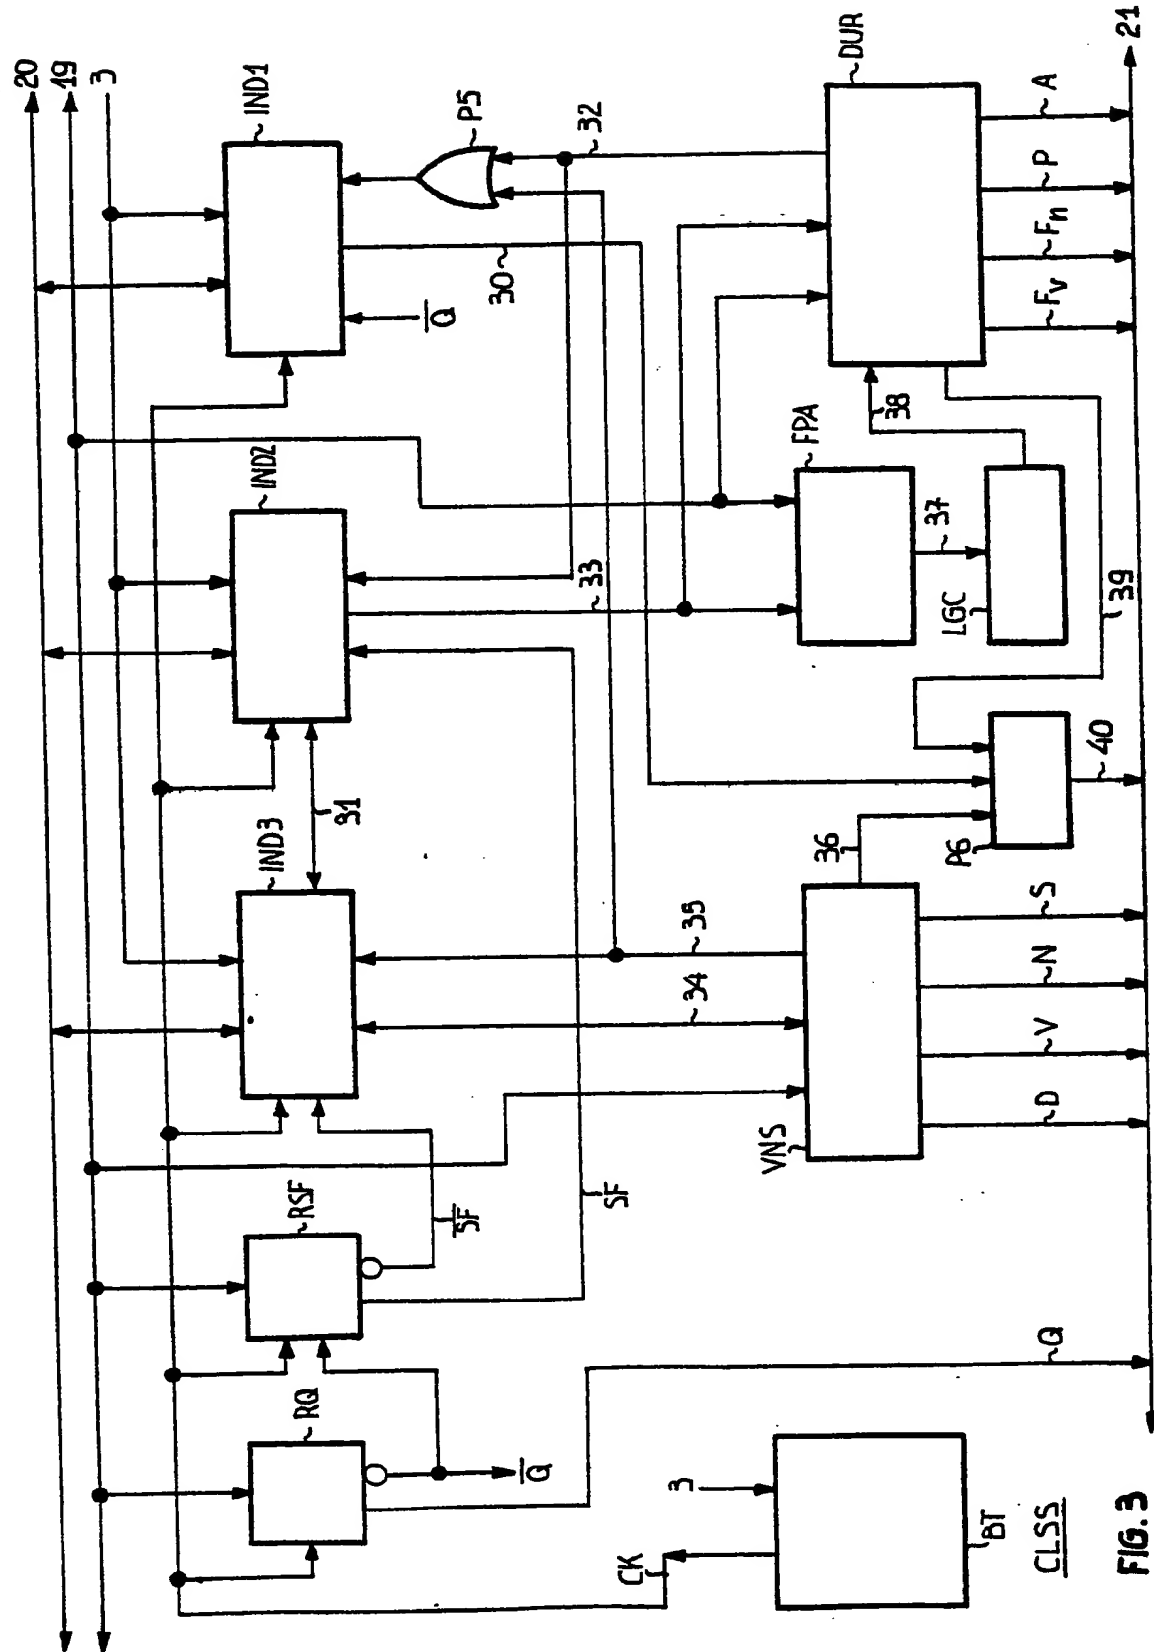 20
19
3
IND1
IND2
IND3
RSF
RQ
P5
32
30
Q
31
33
35
34
SF
SF
Q
CK
3
BT
DUR
38
FPA
37
LGC
39
36
P6
40
VNS
A
P
Fn
Fv
S
N
V
D
Q
21
CLSS
FIG. 3